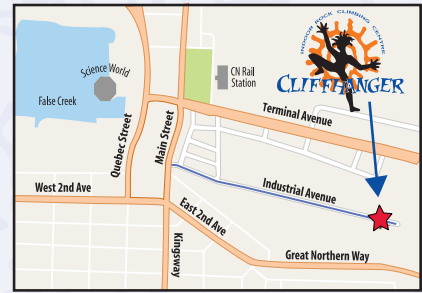 INDOOR ROCK CLIMBING CENTRE
CLIFFHANGER
Science World
CN Rail
Station
False Creek
Terminal Avenue
Quebec Street
Main Street
West 2nd Ave
Industrial Avenue
East 2nd Ave
Kingsway
Great Northern Way